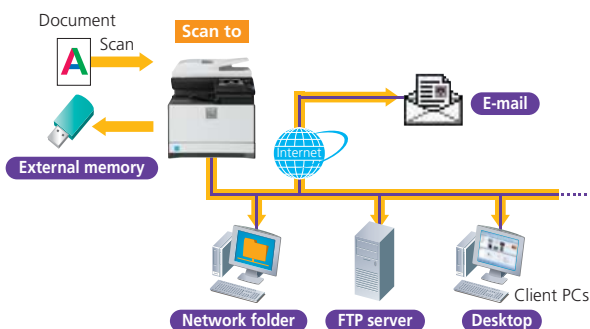 Document
Scan
A
Scan to
External memory
Internet
E-mail
Network folder
FTP server
Client PCs
Desktop